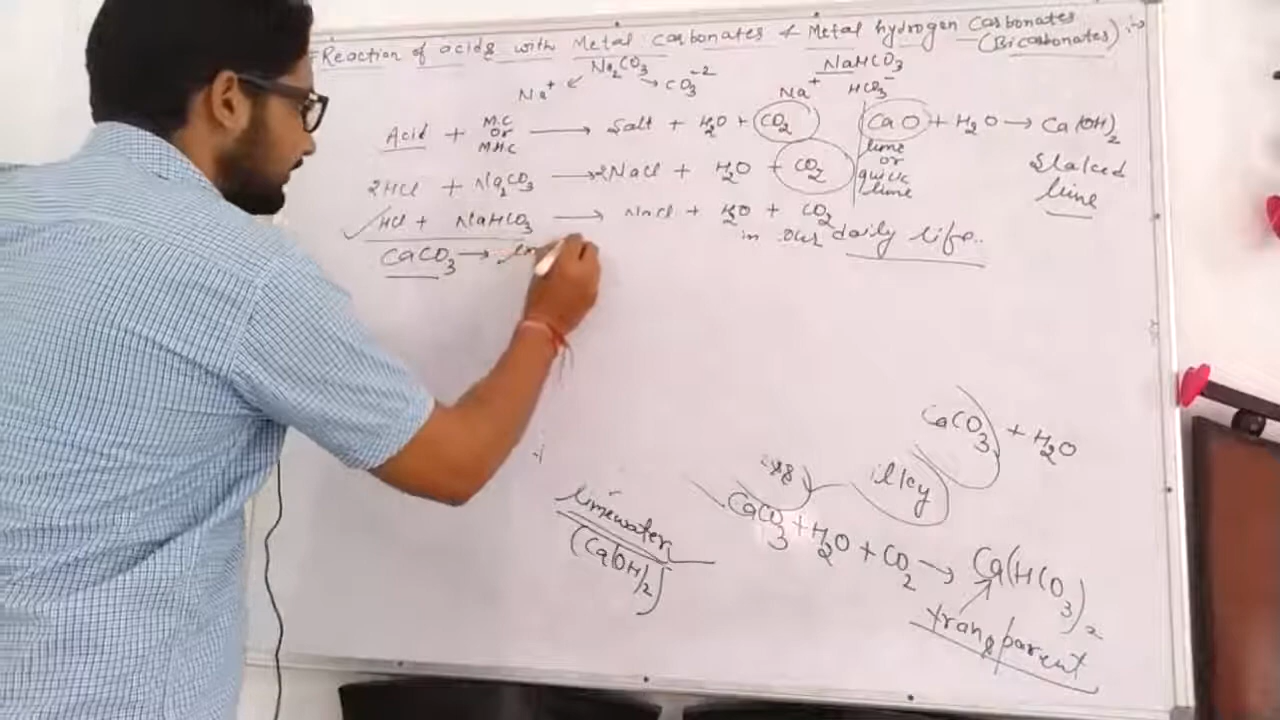 Reaction of acids with Metal carbonates & Metal hydrogen Carbonates (Bicarbonates) :-
Na2CO3
NaHCO3
Na+ CO3-2
Na+ HCO3-
Acid + M.C or M.H.C → Salt + H2O + CO2
CaO + H2O → Ca(OH)2
lime or quick lime
Slaked lime
2HCl + Na2CO3 → 2NaCl + H2O + CO2
HCl + NaHCO3 → NaCl + H2O + CO2
in our daily life..
CaCO3 →
CaCO3 + H2O
limewater
(Ca(OH)2)
CaCO3 + H2O + CO2 → Ca(HCO3)2
transparent